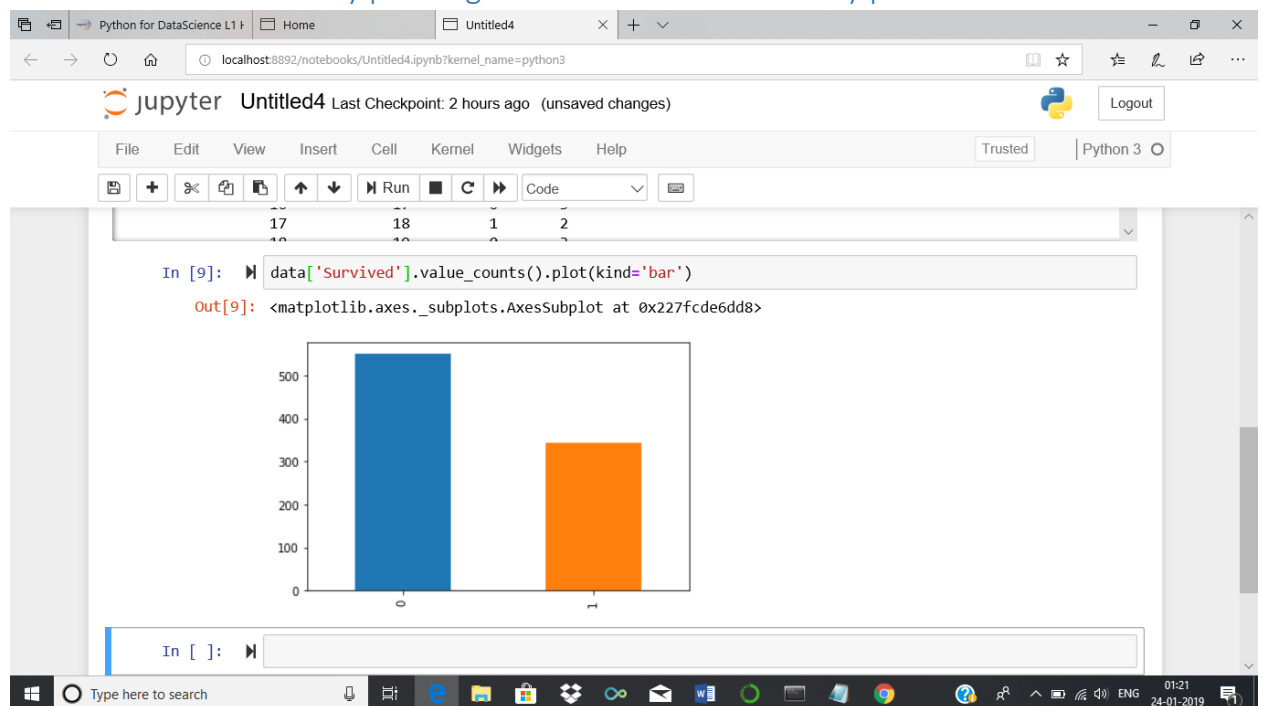 Python for DataScience L1 H
Home
Untitled4
localhost:8892/notebooks/Untitled4.ipynb?kernel_name=python3
jupyter Untitled4 Last Checkpoint: 2 hours ago (unsaved changes)
Logout
File Edit View Insert Cell Kernel Widgets Help
Trusted Python 3
Run Code
17 18 1 2
In [9]: data['Survived'].value_counts().plot(kind='bar')
Out[9]: <matplotlib.axes._subplots.AxesSubplot at 0x227fcde6dd8>
500
400
300
200
100
0
0 1
In [ ]:
Type here to search
ENG
01:21
24-01-2019